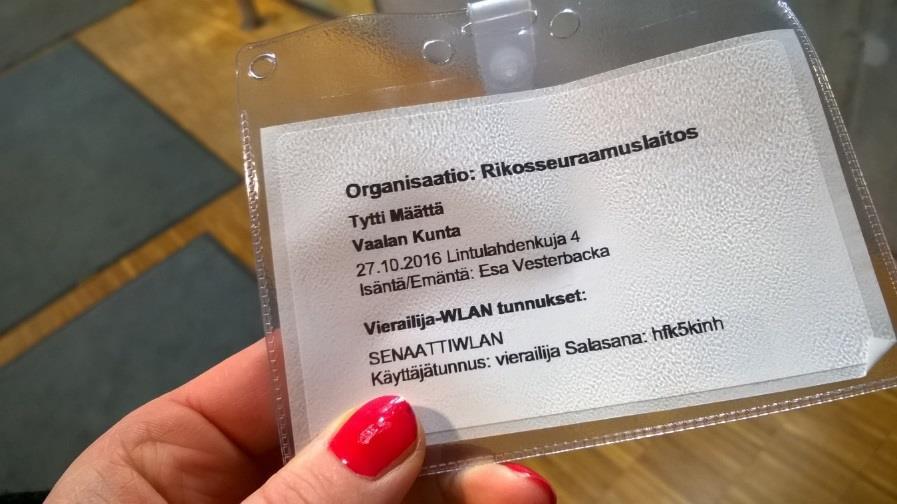 Organisaatio: Rikosseuraamuslaitos
Tytti Määttä
Vaalan Kunta
27.10.2016 Lintulahdenkuja 4
Isäntä/Emäntä: Esa Vesterbacka
Vierailija-WLAN tunnukset:
SENAATTIWLAN
Käyttäjätunnus: vierailija Salasana: hfk5kinh